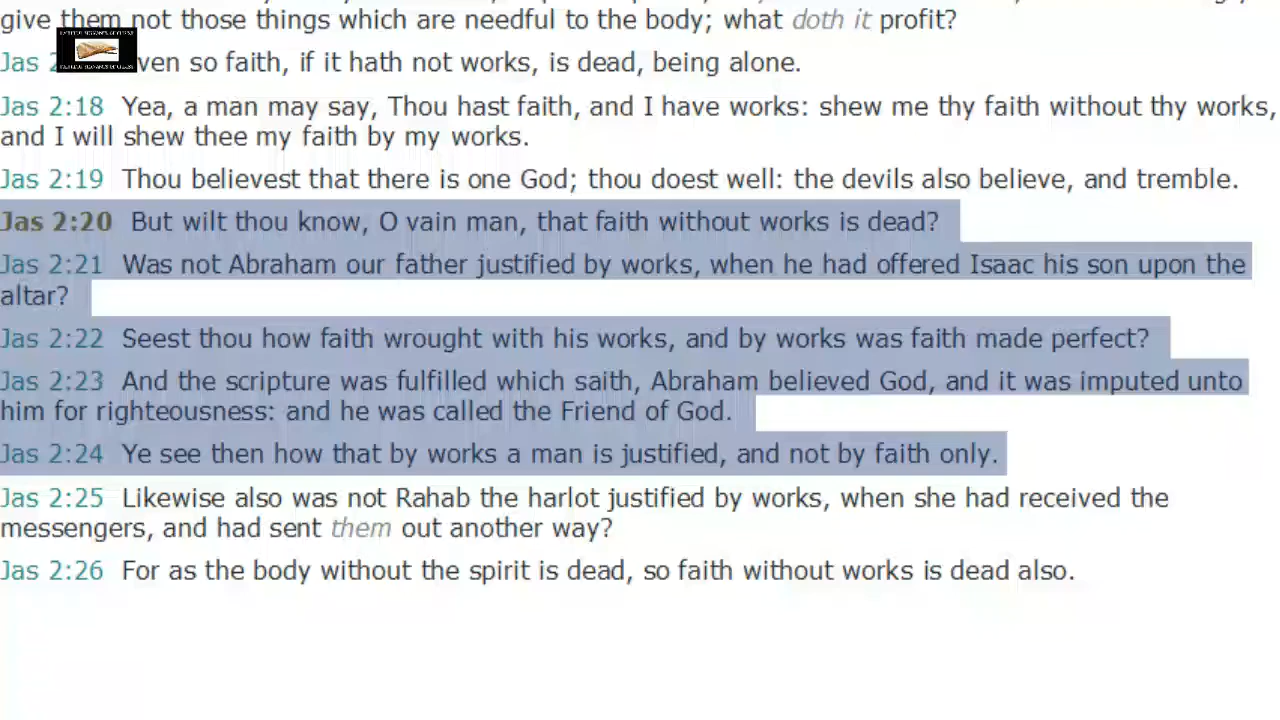 give them not those things which are needful to the body; what doth it profit?
Jas 2 ven so faith, if it hath not works, is dead, being alone.
Jas 2:18 Yea, a man may say, Thou hast faith, and I have works: shew me thy faith without thy works,
and I will shew thee my faith by my works.
Jas 2:19 Thou believest that there is one God; thou doest well: the devils also believe, and tremble.
Jas 2:20 But wilt thou know, O vain man, that faith without works is dead?
Jas 2:21 Was not Abraham our father justified by works, when he had offered Isaac his son upon the
altar?
Jas 2:22 Seest thou how faith wrought with his works, and by works was faith made perfect?
Jas 2:23 And the scripture was fulfilled which saith, Abraham believed God, and it was imputed unto
him for righteousness: and he was called the Friend of God.
Jas 2:24 Ye see then how that by works a man is justified, and not by faith only.
Jas 2:25 Likewise also was not Rahab the harlot justified by works, when she had received the
messengers, and had sent them out another way?
Jas 2:26 For as the body without the spirit is dead, so faith without works is dead also.